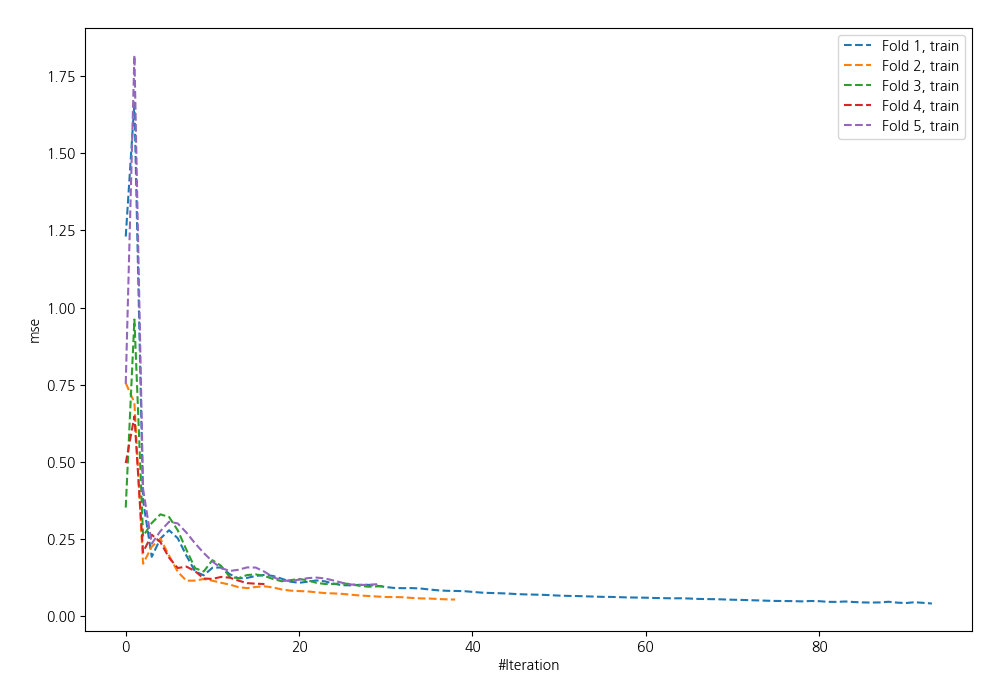 Fold 1, train
Fold 2, train
Fold 3, train
Fold 4, train
Fold 5, train
1.75
1.50
1.25
1.00
0.75
0.50
0.25
0.00
mse
0 20 40 60 80
#Iteration